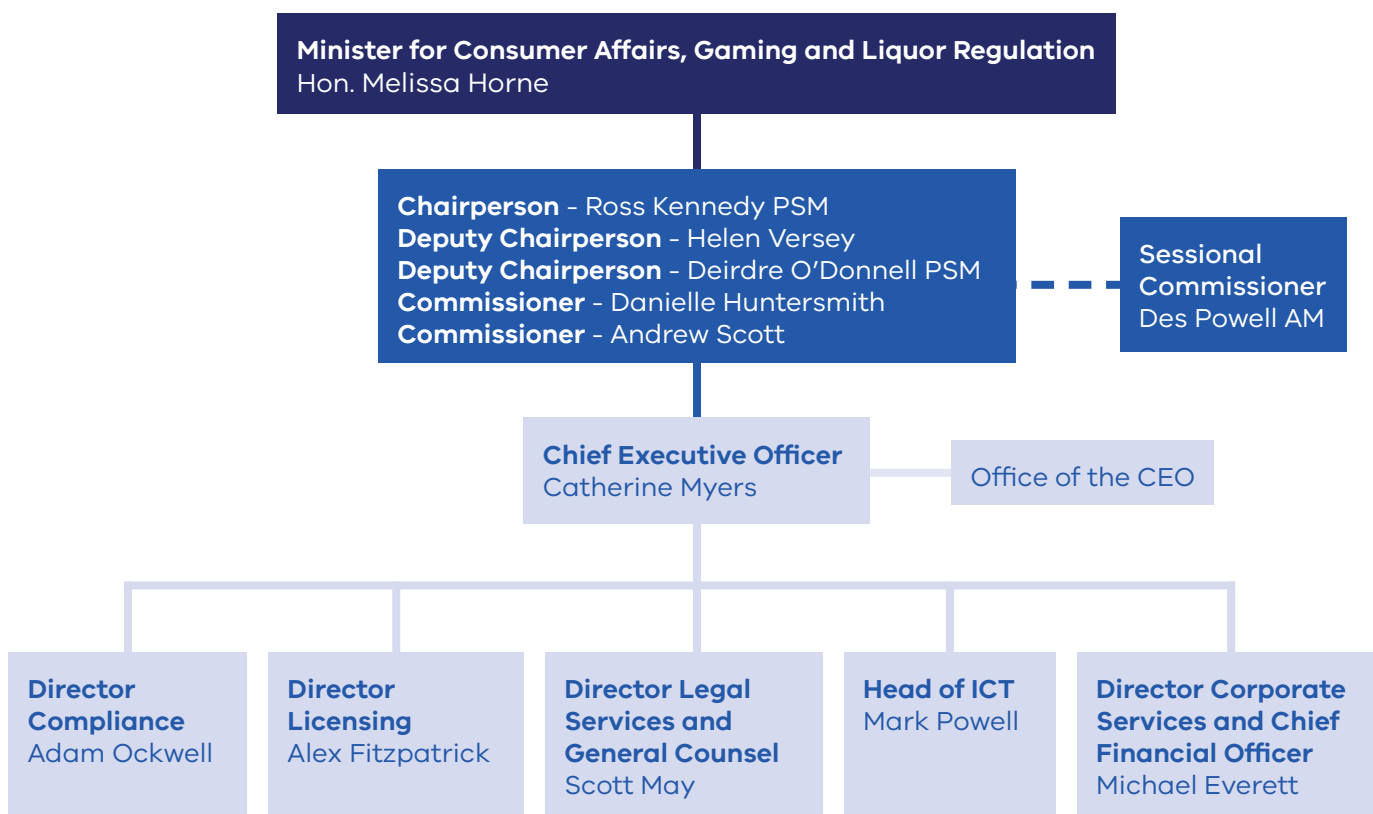 Minister for Consumer Affairs, Gaming and Liquor Regulation
Hon. Melissa Horne
Chairperson - Ross Kennedy PSM
Deputy Chairperson - Helen Versey
Deputy Chairperson - Deirdre O'Donnell PSM
Commissioner - Danielle Huntersmith
Commissioner - Andrew Scott
Sessional
Commissioner
Des Powell AM
Chief Executive Officer
Catherine Myers
Office of the CEO
Director
Compliance
Adam Ockwell
Director
Licensing
Alex Fitzpatrick
Director Legal
Services and
General Counsel
Scott May
Head of ICT
Mark Powell
Director Corporate
Services and Chief
Financial Officer
Michael Everett